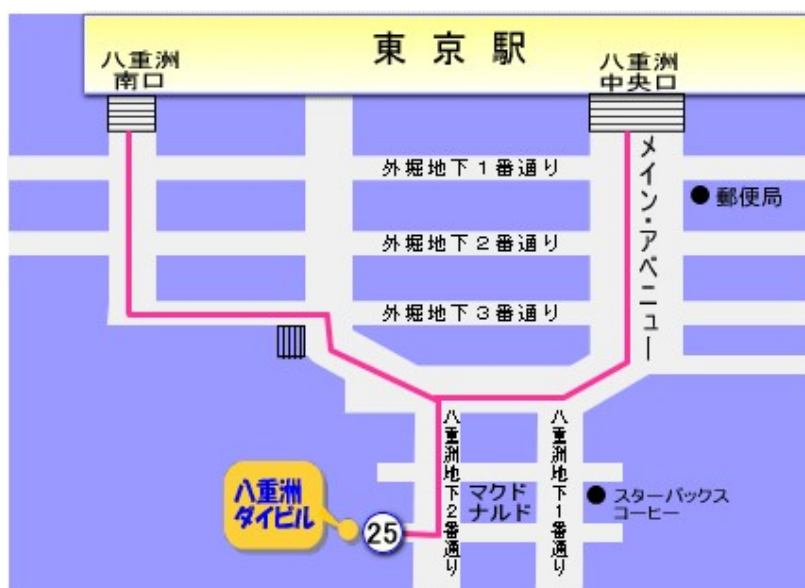 東京駅
八重洲
南口
八重洲
中央口
メイン・アベニュー
外堀地下1番通り
郵便局
外堀地下2番通り
外堀地下3番通り
八重洲地下2番通り
八重洲地下1番通り
マクド
ナルド
スターバックス
コーヒー
八重洲
ダイビル
25